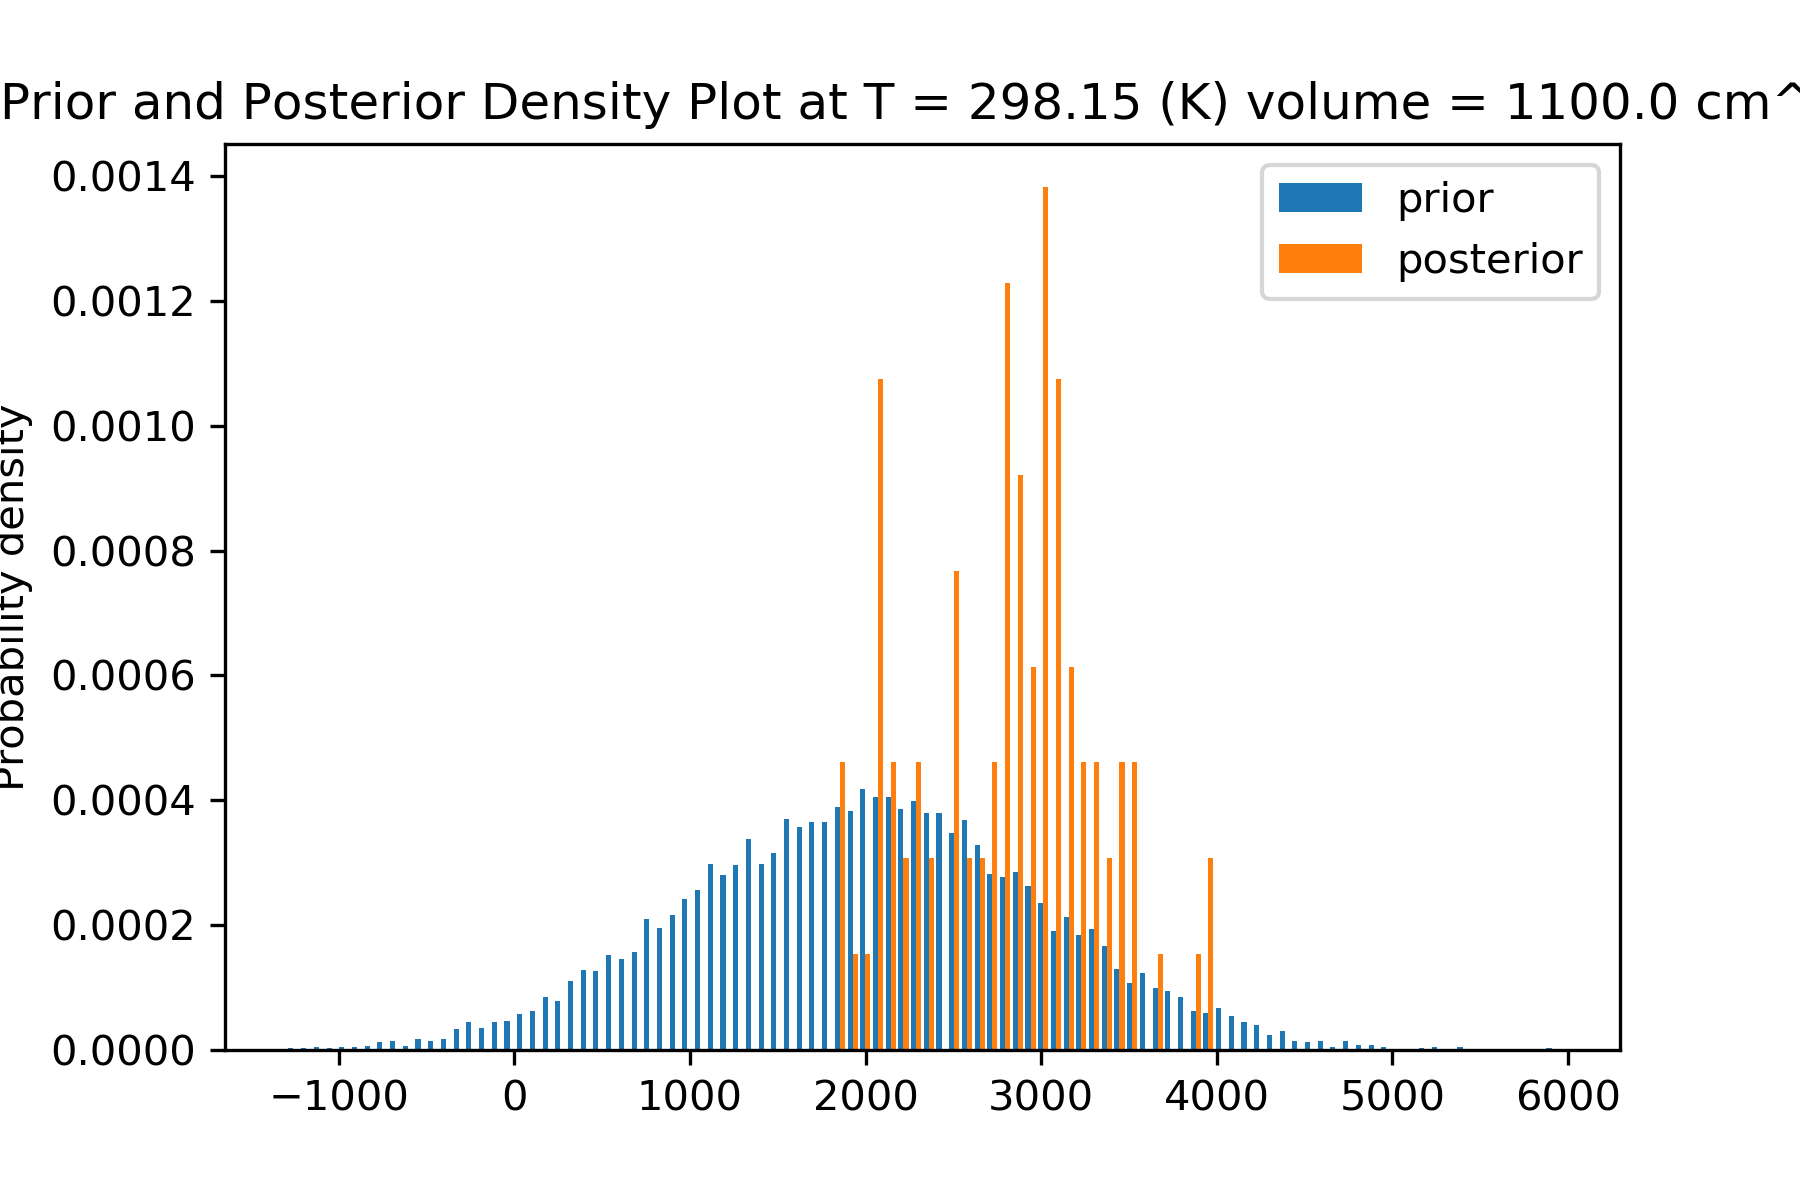 Prior and Posterior Density Plot at T = 298.15 (K) volume = 1100.0 cm^
prior
posterior
Probability density
0.0014
0.0012
0.0010
0.0008
0.0006
0.0004
0.0002
0.0000
−1000 0 1000 2000 3000 4000 5000 6000